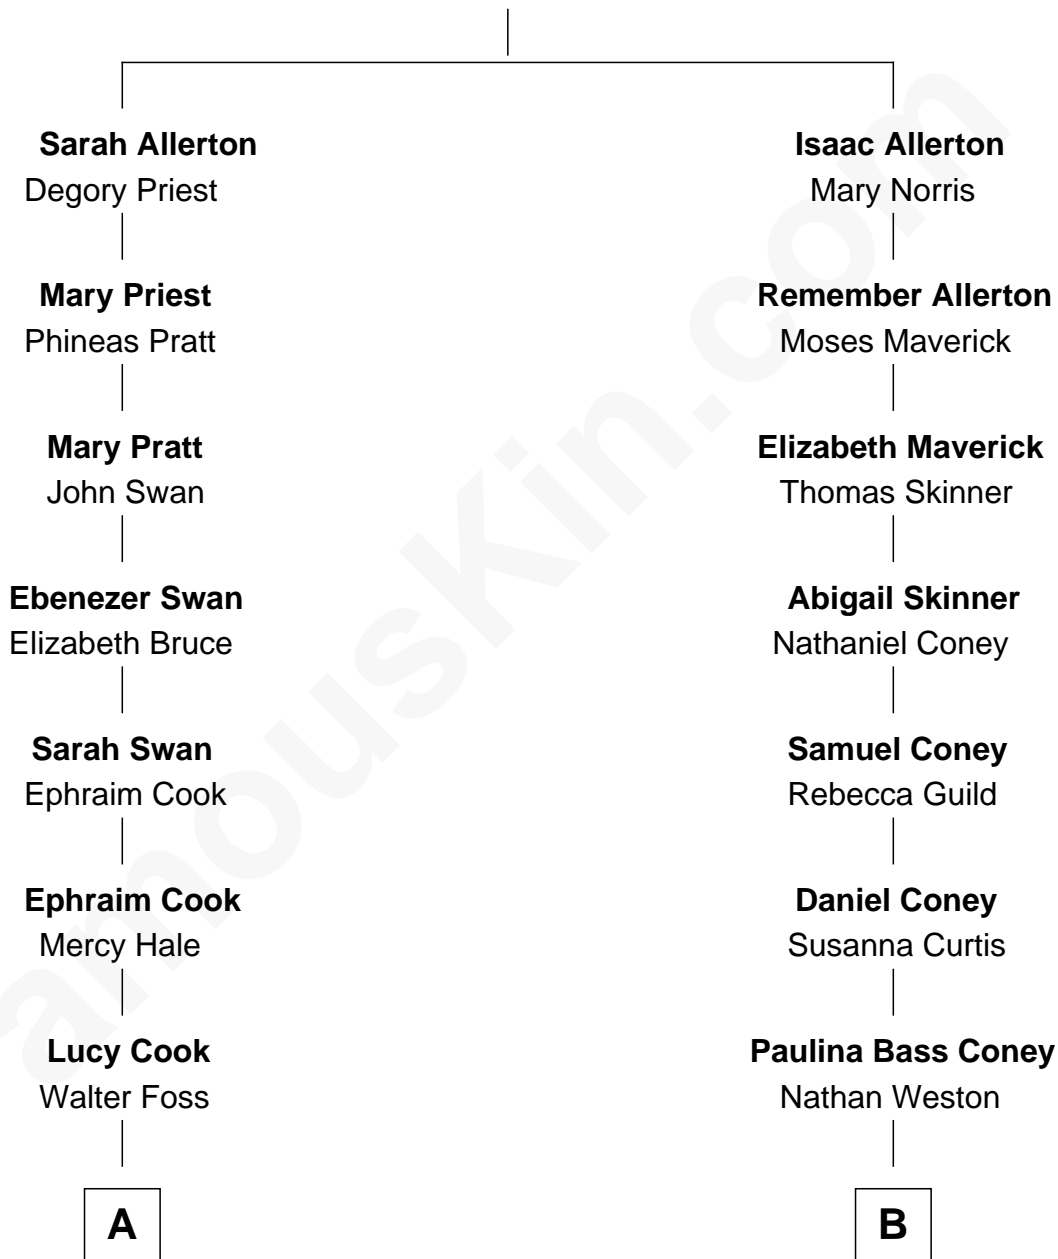 Sarah Allerton
Degory Priest
Mary Priest
Phineas Pratt
Mary Pratt
John Swan
Ebenezer Swan
Elizabeth Bruce
Sarah Swan
Ephraim Cook
Ephraim Cook
Mercy Hale
Lucy Cook
Walter Foss
A
Isaac Allerton
Mary Norris
Remember Allerton
Moses Maverick
Elizabeth Maverick
Thomas Skinner
Abigail Skinner
Nathaniel Coney
Samuel Coney
Rebecca Guild
Daniel Coney
Susanna Curtis
Paulina Bass Coney
Nathan Weston
B
amousKin.com